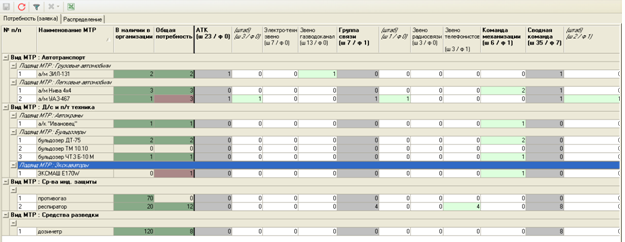 Потребность (заявка) Распределение
№ п/п Наименование МТР В наличии в организации Общая потребность АТК (ш 23 / ф 0) (штаб) (ш 1 / ф 0) Электротехн звено (ш 7 / ф 0) Звено газодоканал (ш 13 / ф 0) Группа связи (ш 7 / ф 1) (штаб) (ш 1 / ф 0) Звено радиосвязи (ш 3 / ф 0) Звено телефонистов (ш 3 / ф 1) Команда механизации (ш 6 / ф 1) Сводная команда (ш 35 / ф 7) (штаб) (ш 2 / ф 1)
Вид МТР : Автотранспорт
Подвид МТР : Грузовые автомобили
1 а/м ЗИЛ-131 2 2 1 0 0 1 0 0 0 0 0 1 0
Подвид МТР : Легковые автомобили
1 а/м Нива 4х4 3 3 0 0 0 0 0 0 0 0 2 1 0
2 а/м УАЗ-467 1 3 1 1 0 0 1 1 0 0 0 1 1
Вид МТР : Д/с и п/т техника
Подвид МТР : Автокраны
1 а/к "Ивановец" 1 1 0 0 0 0 0 0 0 0 1 0 0
Подвид МТР : Бульдозеры
1 бульдозер ДТ-75 2 2 0 0 0 0 0 0 0 0 2 0 0
2 бульдозер ТМ 10.10 0 0 0 0 0 0 0 0 0 0 0 0 0
3 бульдозер ЧТЗ Б-10 М 1 1 0 0 0 0 0 0 0 0 1 0 0
Подвид МТР : Экскаваторы
1 ЭКСМАШ E170W 0 1 0 0 0 0 0 0 0 0 1 0 0
Вид МТР : Ср-ва инд. защиты
1 противогаз 70 0 0 0 0 0 0 0 0 0 0 0 0
2 респиратор 20 12 0 0 0 0 4 0 0 4 0 8 0
Вид МТР : Средства разведки
1 дозиметр 120 8 0 0 0 0 0 0 0 0 0 8 0